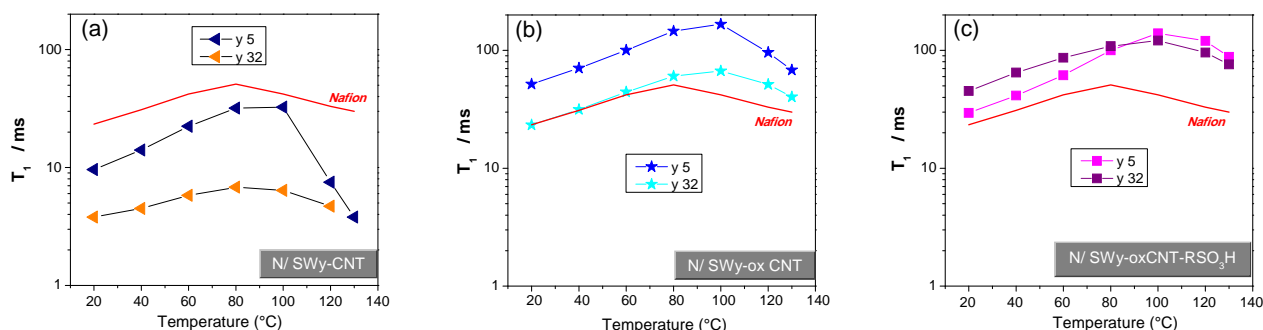 (a)
y 5
y 32
Nafion
N/ SWy-CNT
T1 / ms
100
10
1
20 40 60 80 100 120 140
Temperature (°C)
(b)
Nafion
y 5
y 32
N/ SWy-ox CNT
T1 / ms
100
10
1
20 40 60 80 100 120 140
Temperature (°C)
(c)
Nafion
y 5
y 32
N/ SWy-oxCNT-RSO3H
T1 / ms
100
10
1
20 40 60 80 100 120 140
Temperature (°C)